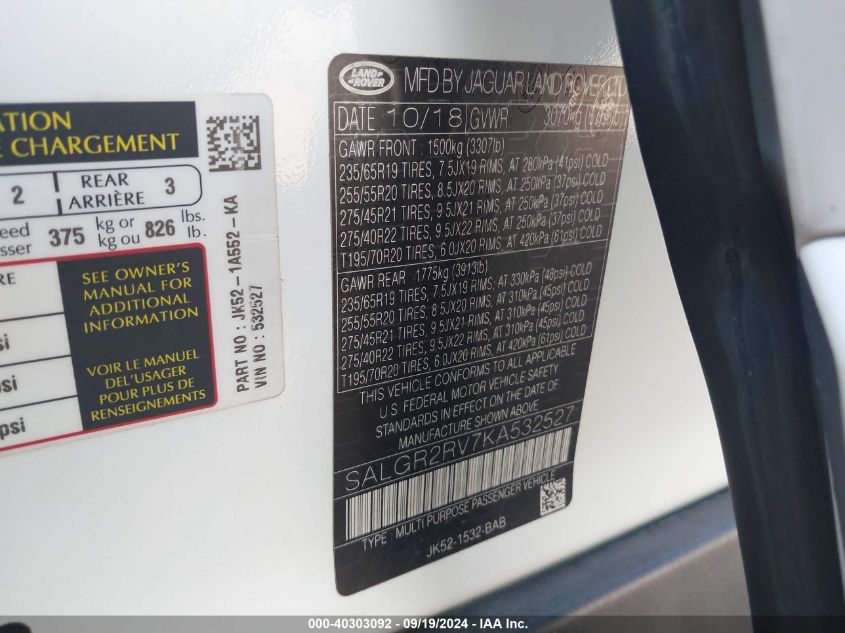 ATION
E CHARGEMENT
2 REAR ARRIÈRE 3
eed
sser 375 kg or kg ou 826 lbs. lb.
RE
SEE OWNER'S
MANUAL FOR
ADDITIONAL
INFORMATION
si
VOIR LE MANUEL
DEL'USAGER
POUR PLUS DE
RENSEIGNEMENTS
si
psi
PART NO : JK52-1A552-KA
VIN NO : 532527
LAND ROVER
MFD BY JAGUAR LAND ROVER LTD
DATE 10/18 GVWR 3070kg
GAWR FRONT : 1500kg (3307lb)
235/65R19 TIRES, 7.5JX19 RIMS, AT 280kPa (41psi) COLD
255/55R20 TIRES, 8.5JX20 RIMS, AT 250kPa (37psi) COLD
275/45R21 TIRES, 9.5JX21 RIMS, AT 250kPa (37psi) COLD
275/40R22 TIRES, 9.5JX22 RIMS, AT 250kPa (37psi) COLD
T195/70R20 TIRES, 6.0JX20 RIMS, AT 420kPa (61psi) COLD
GAWR REAR : 1775kg (3913lb)
235/65R19 TIRES, 7.5JX19 RIMS, AT 330kPa (48psi) COLD
255/55R20 TIRES, 8.5JX20 RIMS, AT 310kPa (45psi) COLD
275/45R21 TIRES, 9.5JX21 RIMS, AT 310kPa (45psi) COLD
275/40R22 TIRES, 9.5JX22 RIMS, AT 310kPa (45psi) COLD
T195/70R20 TIRES, 6.0JX20 RIMS, AT 420kPa (61psi) COLD
THIS VEHICLE CONFORMS TO ALL APPLICABLE
U.S. FEDERAL MOTOR VEHICLE SAFETY
STANDARDS IN EFFECT ON THE DATE OF
MANUFACTURE SHOWN ABOVE.
SALGR2RV7KA532527
TYPE : MULTI PURPOSE PASSENGER VEHICLE
JK52-1532-BAB
000-40303092 - 09/19/2024 - IAA Inc.